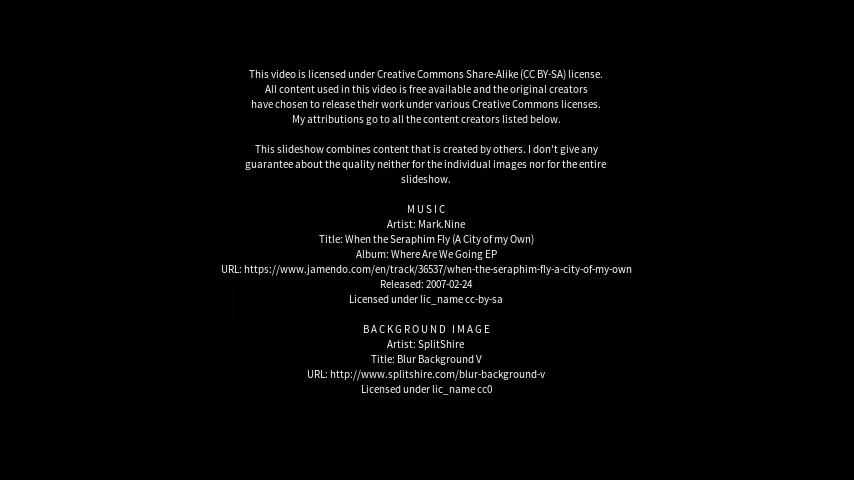 This video is licensed under Creative Commons Share-Alike (CC BY-SA) license.
All content used in this video is free available and the original creators
have chosen to release their work under various Creative Commons licenses.
My attributions go to all the content creators listed below.
This slideshow combines content that is created by others. I don't give any
guarantee about the quality neither for the individual images nor for the entire
slideshow.
MUSIC
Artist: Mark.Nine
Title: When the Seraphim Fly (A City of my Own)
Album: Where Are We Going EP
URL: https://www.jamendo.com/en/track/36537/when-the-seraphim-fly-a-city-of-my-own
Released: 2007-02-24
Licensed under lic_name cc-by-sa
BACKGROUND IMAGE
Artist: SplitShire
Title: Blur Background V
URL: http://www.splitshire.com/blur-background-v
Licensed under lic_name cc0